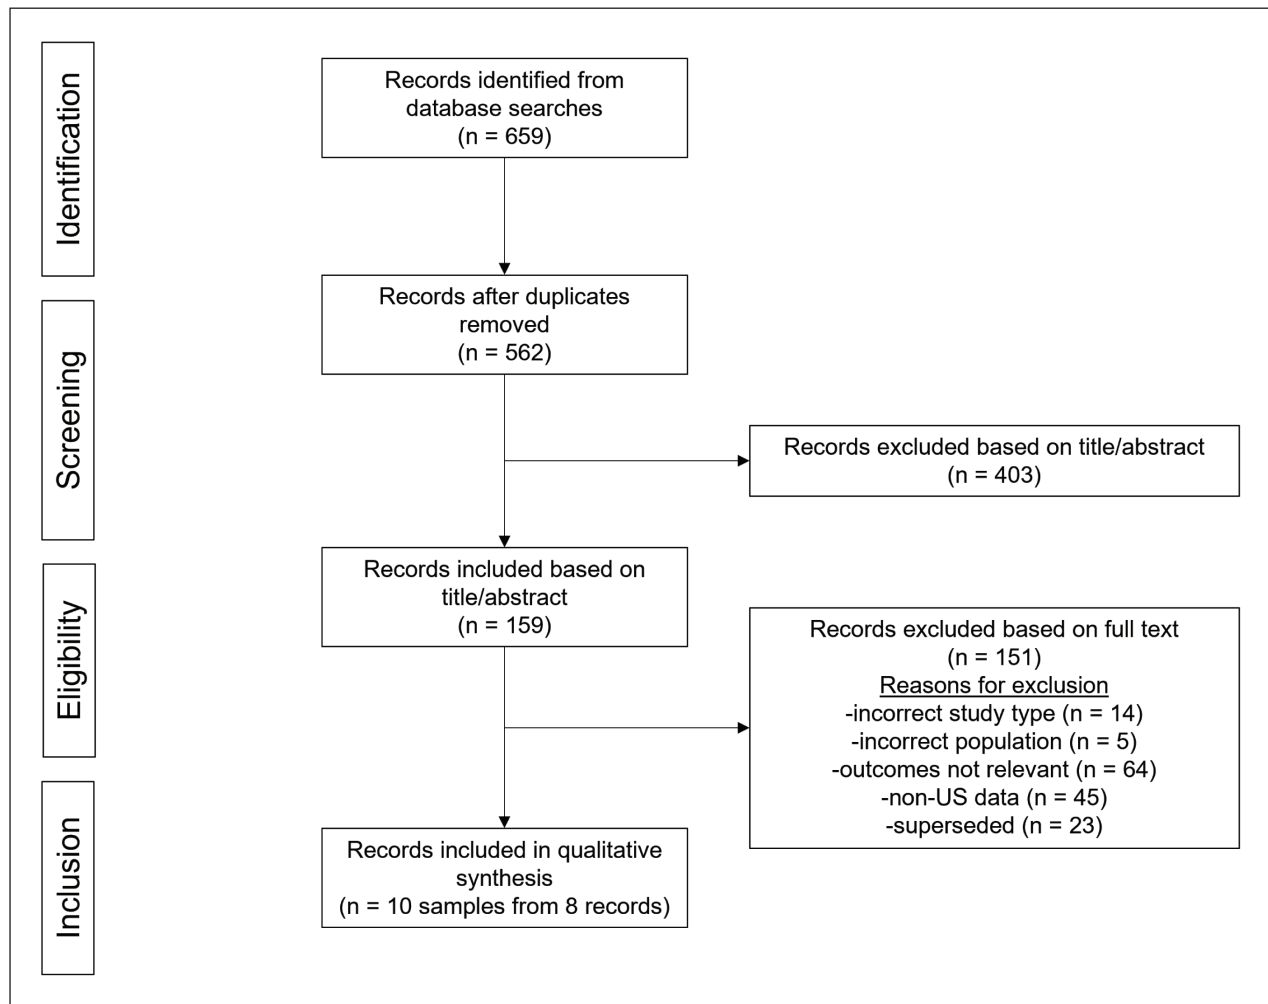 Identification
Records identified from
database searches
(n = 659)
Screening
Records after duplicates
removed
(n = 562)
Records excluded based on title/abstract
(n = 403)
Eligibility
Records included based on
title/abstract
(n = 159)
Records excluded based on full text
(n = 151)
Reasons for exclusion
-incorrect study type (n = 14)
-incorrect population (n = 5)
-outcomes not relevant (n = 64)
-non-US data (n = 45)
-superseded (n = 23)
Inclusion
Records included in qualitative
synthesis
(n = 10 samples from 8 records)